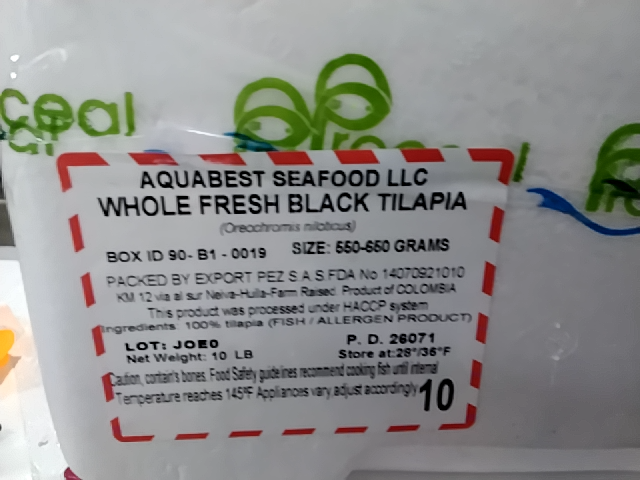 ceal
AQUABEST SEAFOOD LLC
WHOLE FRESH BLACK TILAPIA
(Oreochromis niloticus)
BOX ID 90- B1 - 0019 SIZE: 550-650 GRAMS
PACKED BY EXPORT PEZ S.A.S.FDA No 14070921010
KM 12 via al sur Neiva-Huila-Farm Raised. Product of COLOMBIA
This product was processed under HACCP system
Ingredients: 100% tilapia (FISH / ALLERGEN PRODUCT)
LOT: JOE0 P. D. 26071
Net Weight: 10 LB Store at:28°/36°F
Caution, contain's bones. Food Safety guidelines recommend cooking fish until internal
Temperature reaches 145°F Appliances vary, adjust accordingly 10